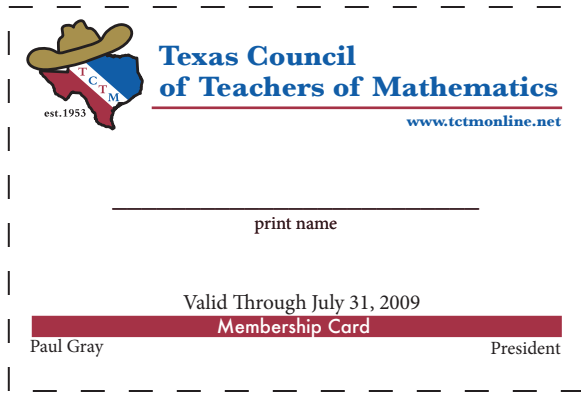 T C T M
est.1953
Texas Council
of Teachers of Mathematics
www.tctmonline.net
print name
Valid Through July 31, 2009
Membership Card
Paul Gray
President